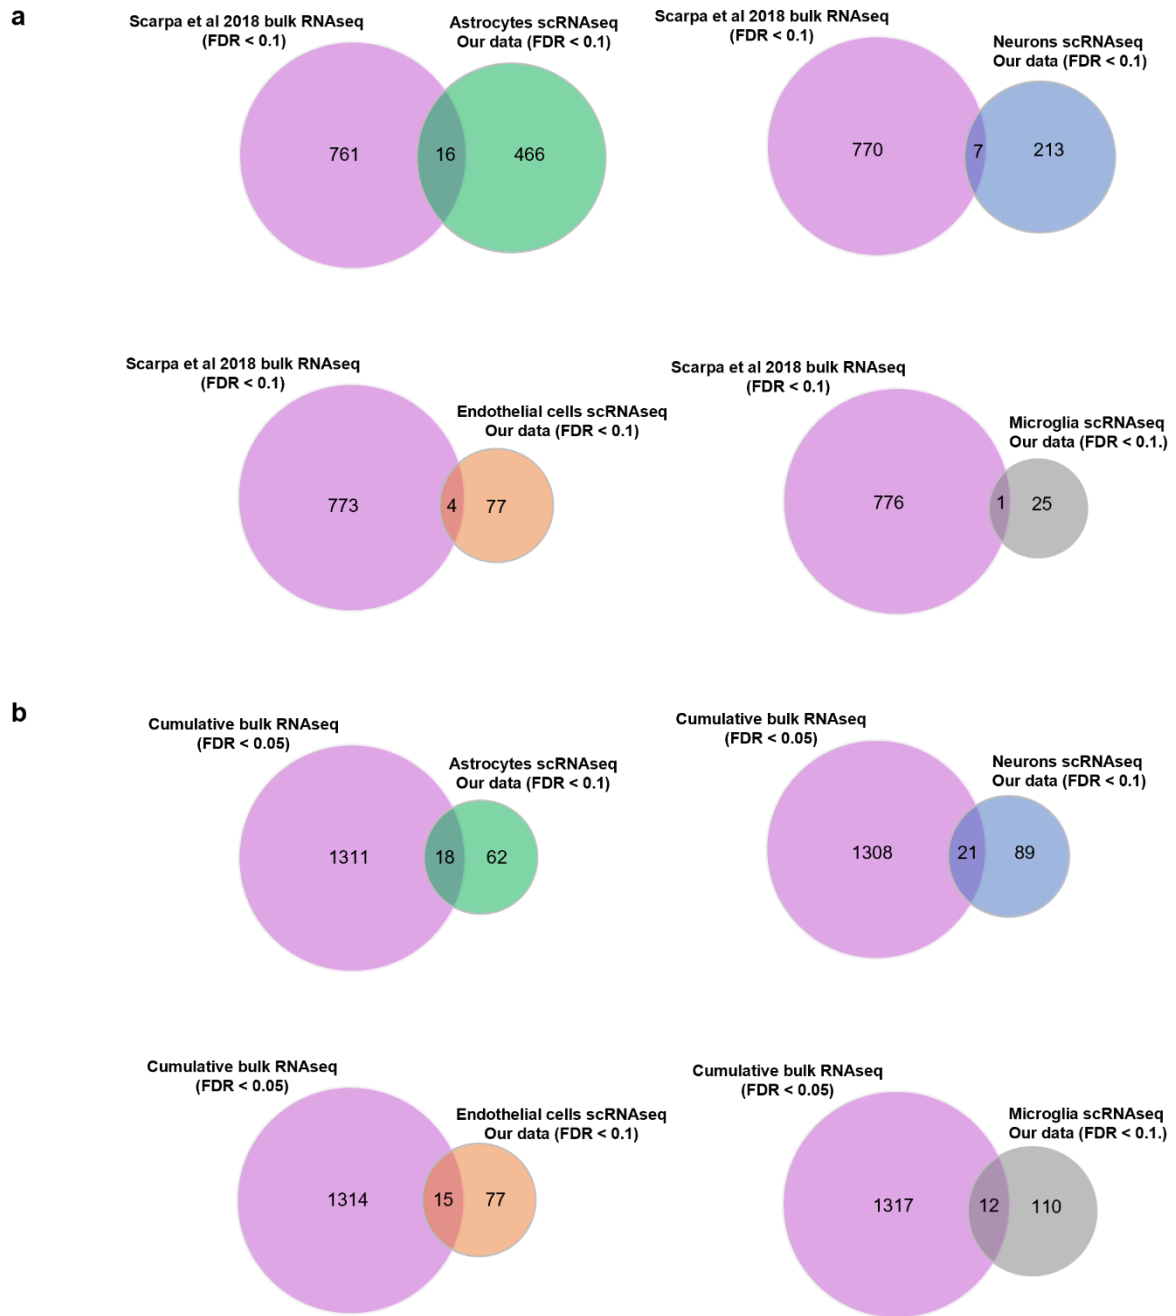 a
Scarpa et al 2018 bulk RNAseq
(FDR < 0.1)
Astrocytes scRNAseq
Our data (FDR < 0.1)
761
16
466
Scarpa et al 2018 bulk RNAseq
(FDR < 0.1)
Neurons scRNAseq
Our data (FDR < 0.1)
770
7
213
Scarpa et al 2018 bulk RNAseq
(FDR < 0.1)
Endothelial cells scRNAseq
Our data (FDR < 0.1)
773
4
77
Scarpa et al 2018 bulk RNAseq
(FDR < 0.1)
Microglia scRNAseq
Our data (FDR < 0.1.)
776
1
25
b
Cumulative bulk RNAseq
(FDR < 0.05)
Astrocytes scRNAseq
Our data (FDR < 0.1)
1311
18
62
Cumulative bulk RNAseq
(FDR < 0.05)
Neurons scRNAseq
Our data (FDR < 0.1)
1308
21
89
Cumulative bulk RNAseq
(FDR < 0.05)
Endothelial cells scRNAseq
Our data (FDR < 0.1)
1314
15
77
Cumulative bulk RNAseq
(FDR < 0.05)
Microglia scRNAseq
Our data (FDR < 0.1.)
1317
12
110